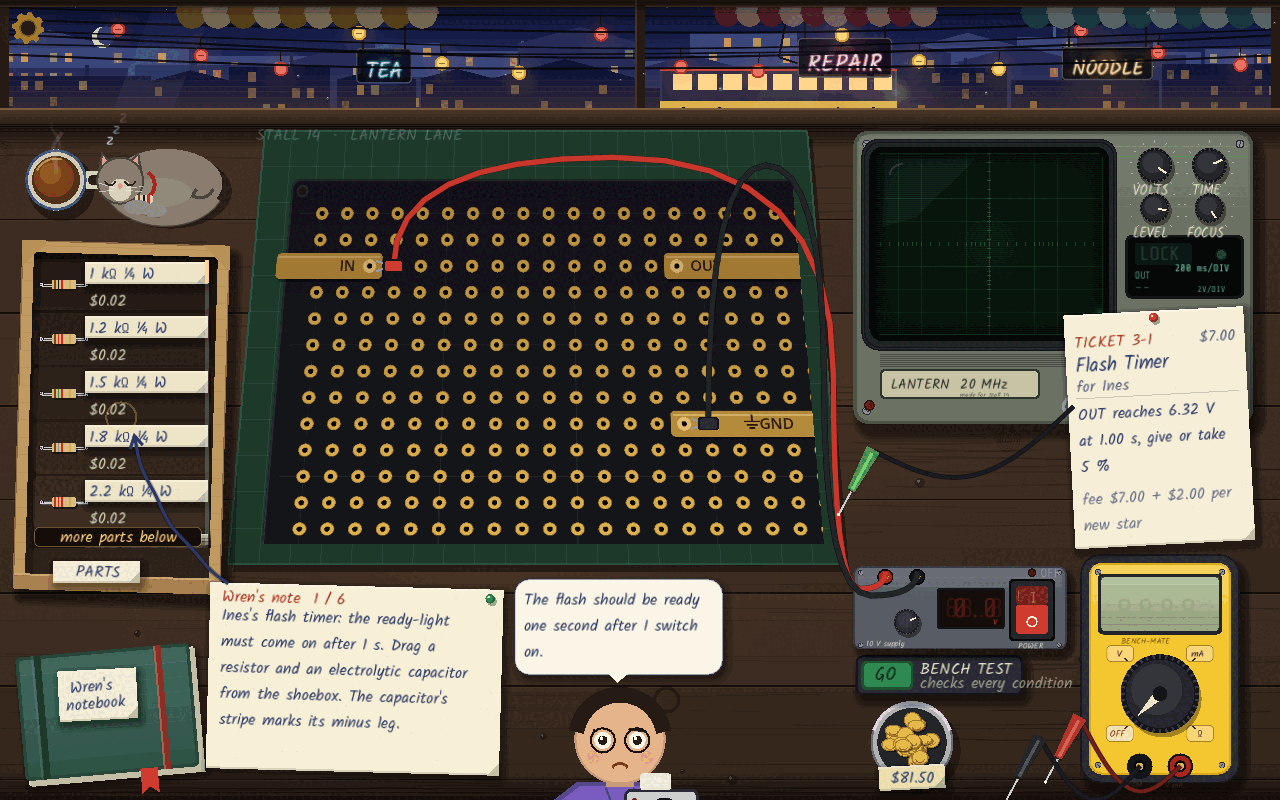 TEA
REPAIR
NOODLE
STALL 19 · LANTERN LANE
1 kΩ ¼ W
$0.02
1.2 kΩ ¼ W
$0.02
1.5 kΩ ¼ W
$0.02
1.8 kΩ ¼ W
$0.02
2.2 kΩ ¼ W
$0.02
more parts below
PARTS
z
z
z
IN
OUT
GND
VOLTS
TIME
LEVEL
FOCUS
LOCK
OUT
200 ms/DIV
--
2V/DIV
LANTERN 20 MHz
made for Stall 19
TICKET 3-1
$7.00
Flash Timer
for Ines
OUT reaches 6.32 V
at 1.00 s, give or take
5 %
fee $7.00 + $2.00 per
new star
Wren's
notebook
Wren's note 1 / 6
Ines's flash timer: the ready-light
must come on after 1 s. Drag a
resistor and an electrolytic capacitor
from the shoebox. The capacitor's
stripe marks its minus leg.
The flash should be ready
one second after I switch
on.
OFF
00.0
V
10 V supply
POWER
GO
BENCH TEST
checks every condition
$81.50
BENCH-MATE
V
mA
OFF
Ω